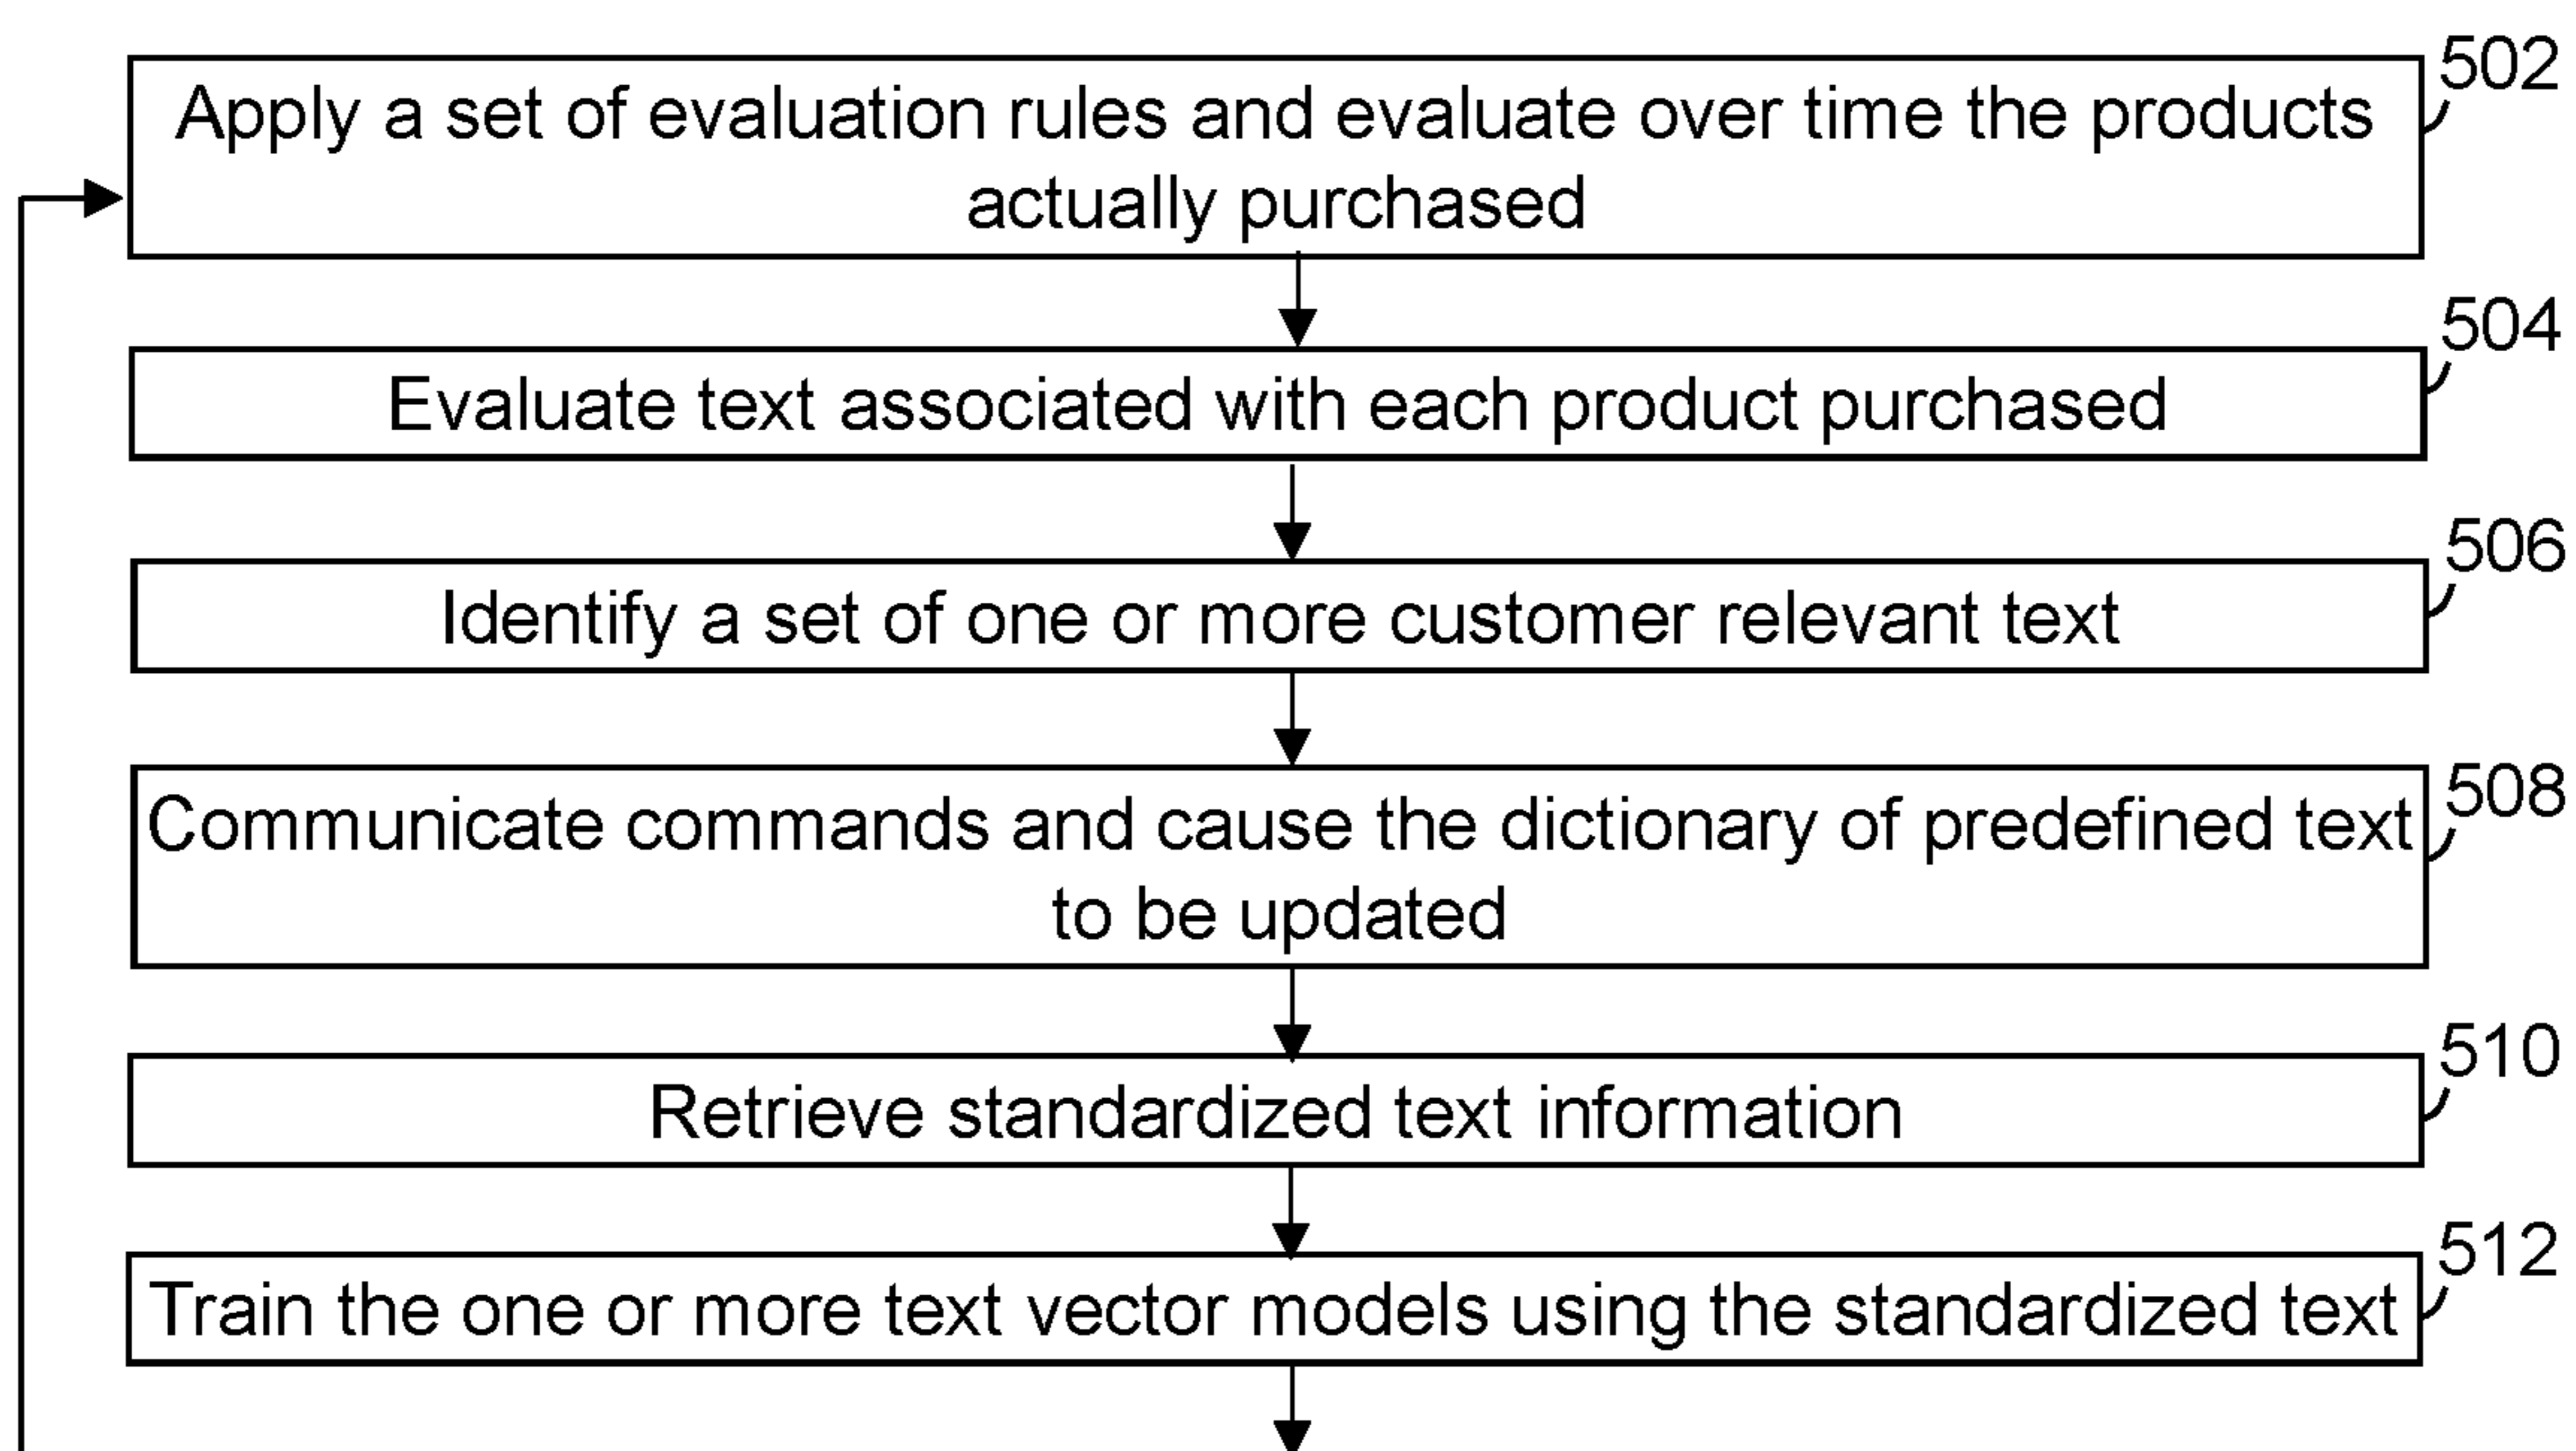 502
Apply a set of evaluation rules and evaluate over time the products
actually purchased
504
Evaluate text associated with each product purchased
506
Identify a set of one or more customer relevant text
508
Communicate commands and cause the dictionary of predefined text
to be updated
510
Retrieve standardized text information
512
Train the one or more text vector models using the standardized text